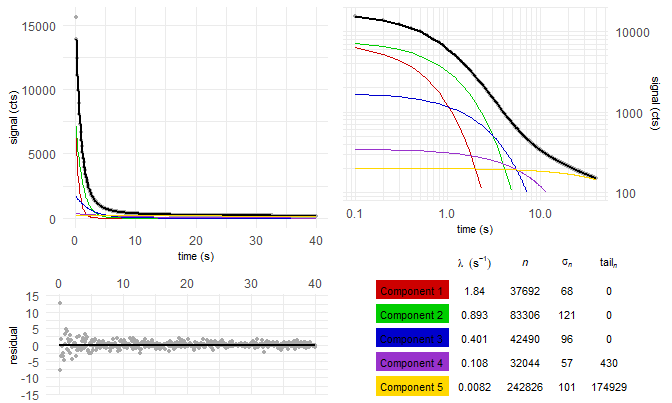 15000
10000
5000
0
signal (cts)
0 10 20 30 40
time (s)
10000
1000
100
signal (cts)
0.1 1.0 10.0
time (s)
0 10 20 30 40
15
10
5
0
-5
-10
-15
residual
λ (s⁻¹) n σₙ tailₙ
Component 1 1.84 37692 68 0
Component 2 0.893 83306 121 0
Component 3 0.401 42490 96 0
Component 4 0.108 32044 57 430
Component 5 0.0082 242826 101 174929